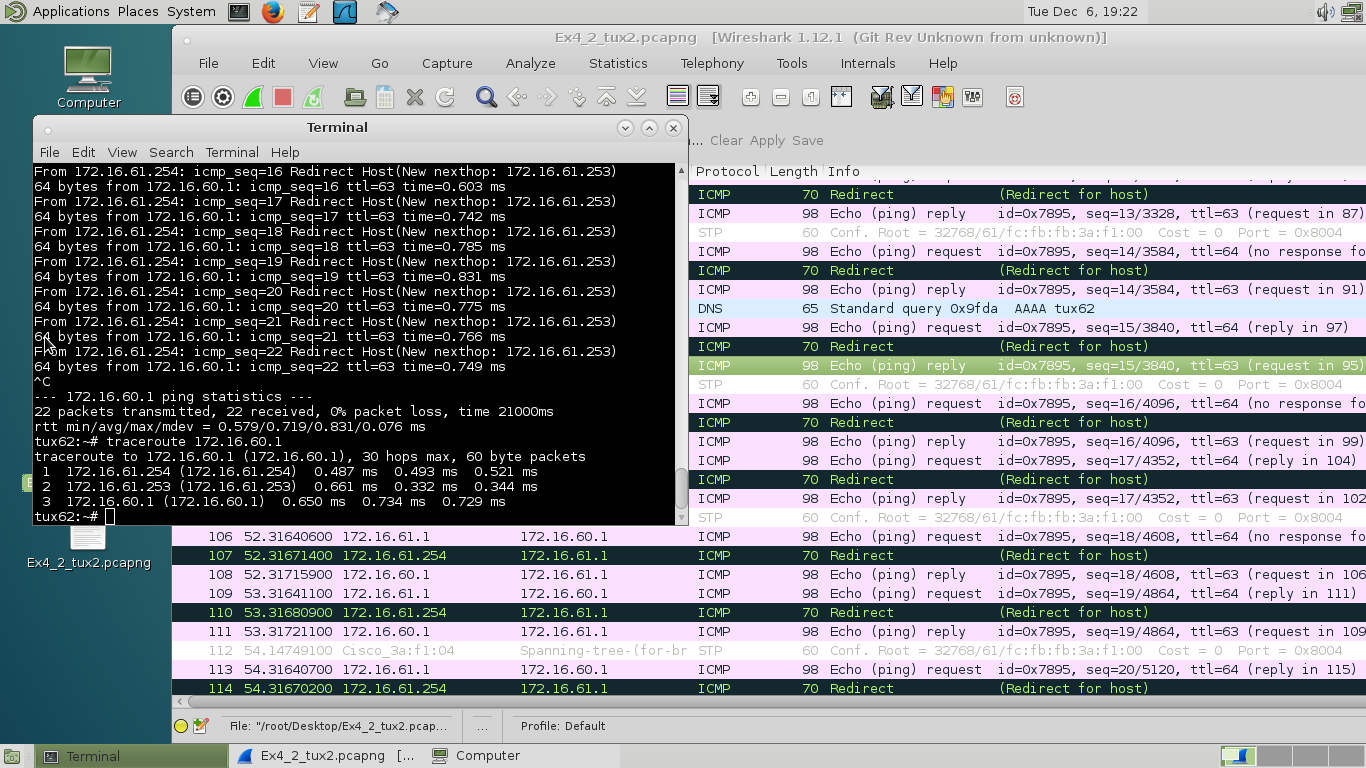 Applications Places System Tue Dec 6, 19:22
Ex4_2_tux2.pcapng [Wireshark 1.12.1 (Git Rev Unknown from unknown)]
File Edit View Go Capture Analyze Statistics Telephony Tools Internals Help
Computer
Terminal
File Edit View Search Terminal Help
From 172.16.61.254: icmp_seq=16 Redirect Host(New nexthop: 172.16.61.253)
64 bytes from 172.16.60.1: icmp_seq=16 ttl=63 time=0.603 ms
From 172.16.61.254: icmp_seq=17 Redirect Host(New nexthop: 172.16.61.253)
64 bytes from 172.16.60.1: icmp_seq=17 ttl=63 time=0.742 ms
From 172.16.61.254: icmp_seq=18 Redirect Host(New nexthop: 172.16.61.253)
64 bytes from 172.16.60.1: icmp_seq=18 ttl=63 time=0.785 ms
From 172.16.61.254: icmp_seq=19 Redirect Host(New nexthop: 172.16.61.253)
64 bytes from 172.16.60.1: icmp_seq=19 ttl=63 time=0.831 ms
From 172.16.61.254: icmp_seq=20 Redirect Host(New nexthop: 172.16.61.253)
64 bytes from 172.16.60.1: icmp_seq=20 ttl=63 time=0.775 ms
From 172.16.61.254: icmp_seq=21 Redirect Host(New nexthop: 172.16.61.253)
64 bytes from 172.16.60.1: icmp_seq=21 ttl=63 time=0.766 ms
From 172.16.61.254: icmp_seq=22 Redirect Host(New nexthop: 172.16.61.253)
64 bytes from 172.16.60.1: icmp_seq=22 ttl=63 time=0.749 ms
^C
--- 172.16.60.1 ping statistics ---
22 packets transmitted, 22 received, 0% packet loss, time 21000ms
rtt min/avg/max/mdev = 0.579/0.719/0.831/0.076 ms
tux62:~# traceroute 172.16.60.1
traceroute to 172.16.60.1 (172.16.60.1), 30 hops max, 60 byte packets
1 172.16.61.254 (172.16.61.254) 0.487 ms 0.493 ms 0.521 ms
2 172.16.61.253 (172.16.61.253) 0.661 ms 0.332 ms 0.344 ms
3 172.16.60.1 (172.16.60.1) 0.650 ms 0.734 ms 0.729 ms
tux62:~#
... Clear Apply Save
Protocol Length Info
ICMP 70 Redirect (Redirect for host)
ICMP 98 Echo (ping) reply id=0x7895, seq=13/3328, ttl=63 (request in 87)
STP 60 Conf. Root = 32768/61/fc:fb:fb:3a:f1:00 Cost = 0 Port = 0x8004
ICMP 98 Echo (ping) request id=0x7895, seq=14/3584, ttl=64 (no response fo
ICMP 70 Redirect (Redirect for host)
ICMP 98 Echo (ping) reply id=0x7895, seq=14/3584, ttl=63 (request in 91)
DNS 65 Standard query 0x9fda AAAA tux62
ICMP 98 Echo (ping) request id=0x7895, seq=15/3840, ttl=64 (reply in 97)
ICMP 70 Redirect (Redirect for host)
ICMP 98 Echo (ping) reply id=0x7895, seq=15/3840, ttl=63 (request in 95)
STP 60 Conf. Root = 32768/61/fc:fb:fb:3a:f1:00 Cost = 0 Port = 0x8004
ICMP 98 Echo (ping) request id=0x7895, seq=16/4096, ttl=64 (no response fo
ICMP 70 Redirect (Redirect for host)
ICMP 98 Echo (ping) reply id=0x7895, seq=16/4096, ttl=63 (request in 99)
ICMP 98 Echo (ping) request id=0x7895, seq=17/4352, ttl=64 (reply in 104)
ICMP 70 Redirect (Redirect for host)
ICMP 98 Echo (ping) reply id=0x7895, seq=17/4352, ttl=63 (request in 102
STP 60 Conf. Root = 32768/61/fc:fb:fb:3a:f1:00 Cost = 0 Port = 0x8004
106 52.31640600 172.16.61.1 172.16.60.1 ICMP 98 Echo (ping) request id=0x7895, seq=18/4608, ttl=64 (no response fo
107 52.31671400 172.16.61.254 172.16.61.1 ICMP 70 Redirect (Redirect for host)
108 52.31715900 172.16.60.1 172.16.61.1 ICMP 98 Echo (ping) reply id=0x7895, seq=18/4608, ttl=63 (request in 106
109 53.31641100 172.16.61.1 172.16.60.1 ICMP 98 Echo (ping) request id=0x7895, seq=19/4864, ttl=64 (reply in 111)
110 53.31680900 172.16.61.254 172.16.61.1 ICMP 70 Redirect (Redirect for host)
111 53.31721100 172.16.60.1 172.16.61.1 ICMP 98 Echo (ping) reply id=0x7895, seq=19/4864, ttl=63 (request in 109
112 54.14749100 Cisco_3a:f1:04 Spanning-tree-(for-br STP 60 Conf. Root = 32768/61/fc:fb:fb:3a:f1:00 Cost = 0 Port = 0x8004
113 54.31640700 172.16.61.1 172.16.60.1 ICMP 98 Echo (ping) request id=0x7895, seq=20/5120, ttl=64 (reply in 115)
114 54.31670200 172.16.61.254 172.16.61.1 ICMP 70 Redirect (Redirect for host)
Ex4_2_tux2.pcapng
File: "/root/Desktop/Ex4_2_tux2.pcap... ... Profile: Default
Terminal Ex4_2_tux2.pcapng [... Computer